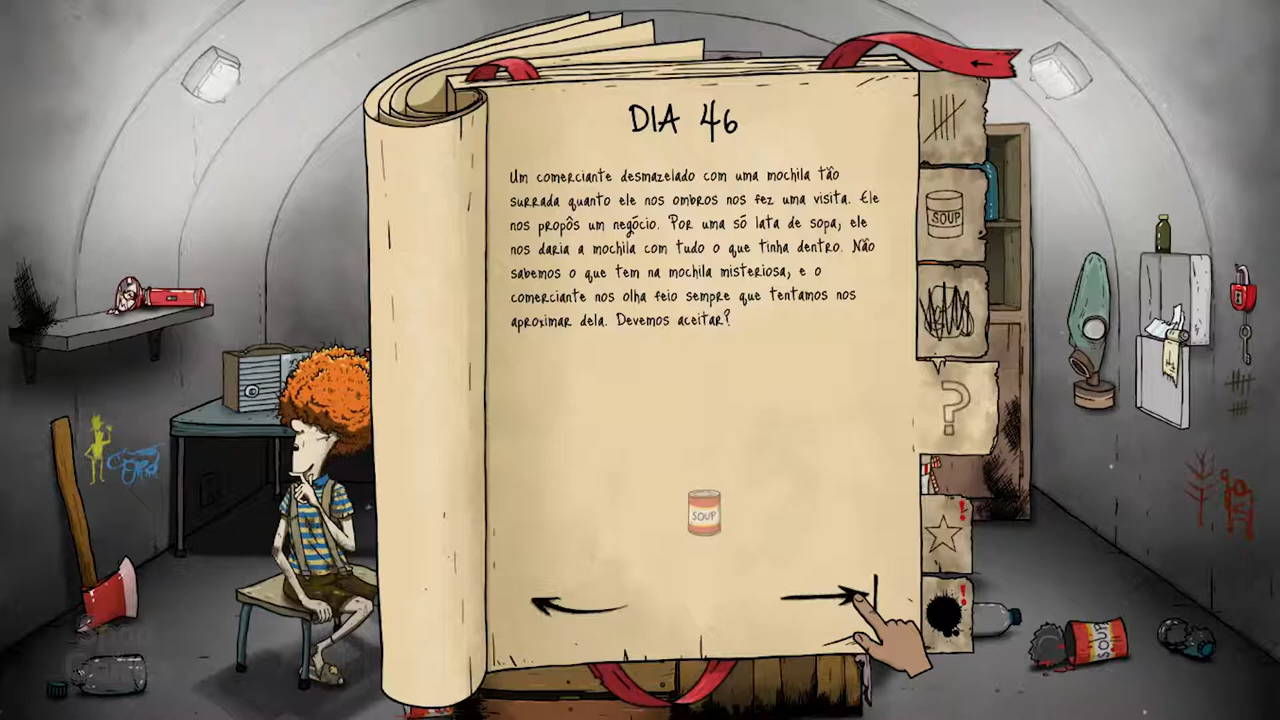 DIA 46
Um comerciante desmazelado com uma mochila tão
surrada quanto ele nos ombros nos fez uma visita. Ele
nos propôs um negócio. Por uma só lata de sopa, ele
nos daria a mochila com tudo o que tinha dentro. Não
sabemos o que tem na mochila misteriosa, e o
comerciante nos olha feio sempre que tentamos nos
aproximar dela. Devemos aceitar?
SOUP
SOUP
?
!
!
SOUP